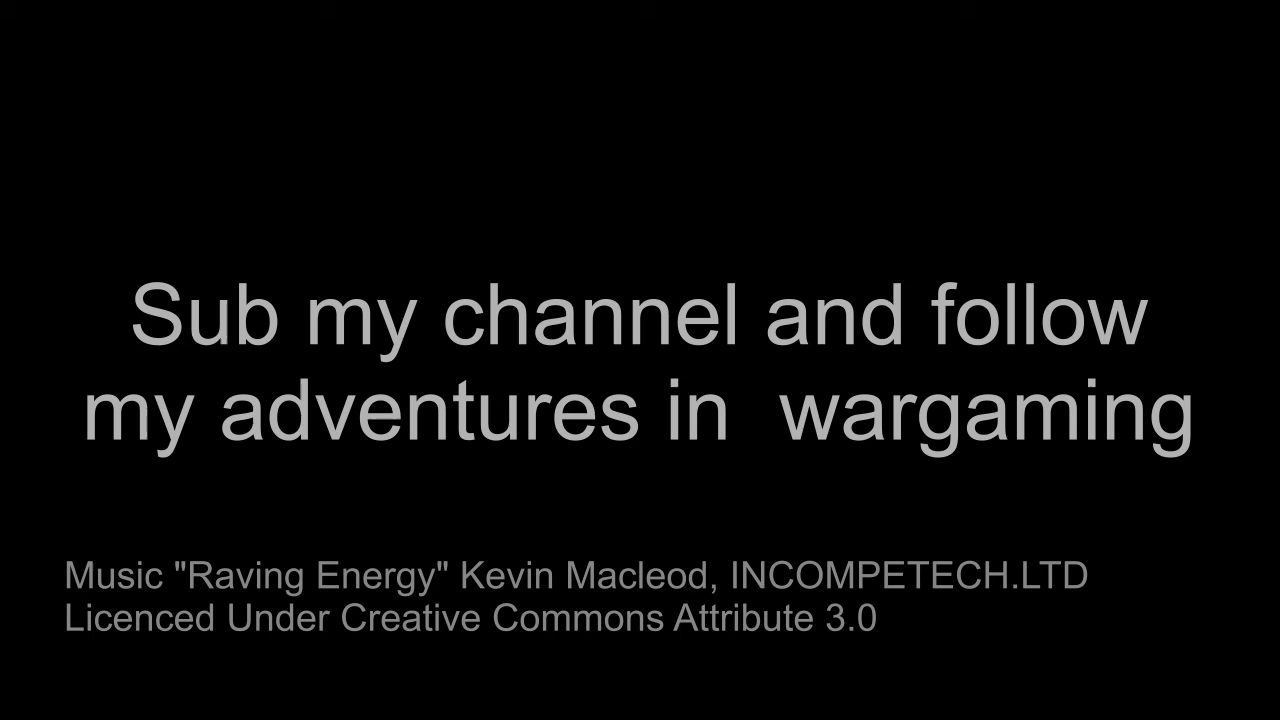 Sub my channel and follow
my adventures in  wargaming
Music "Raving Energy" Kevin Macleod, INCOMPETECH.LTD
Licenced Under Creative Commons Attribute 3.0